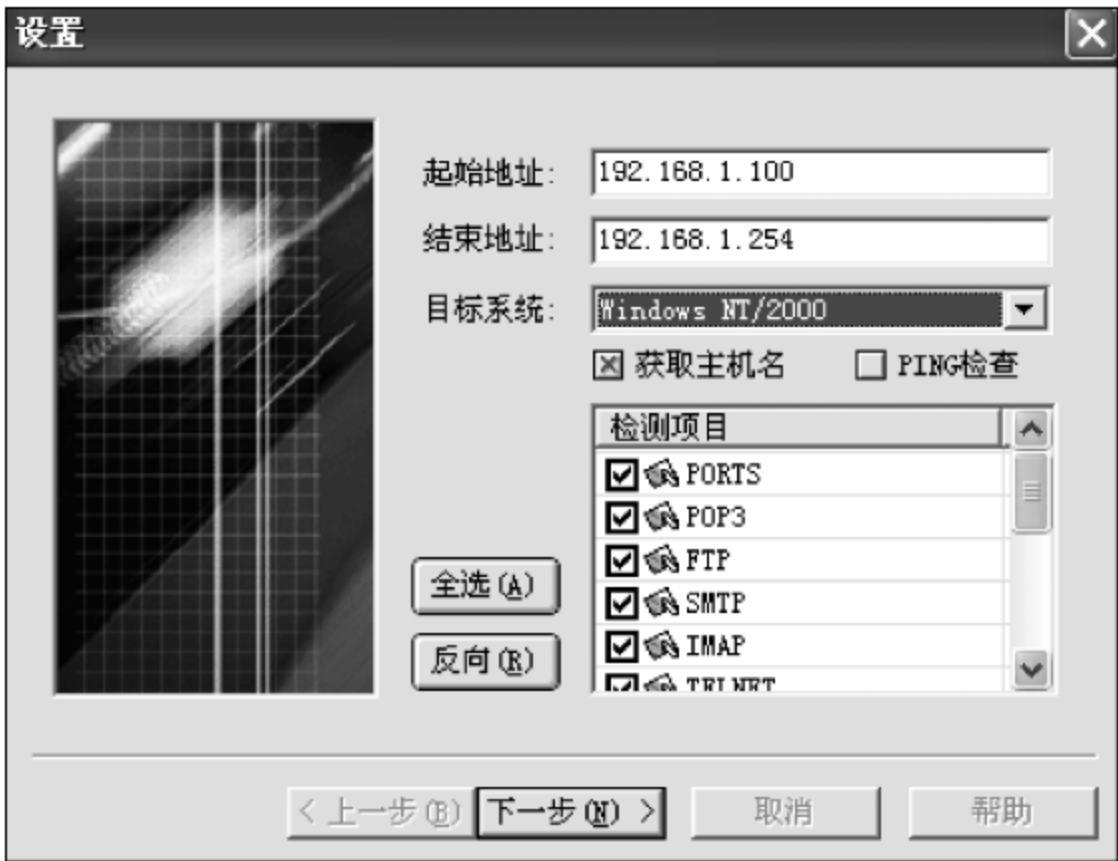 设置
起始地址: 192.168.1.100
结束地址: 192.168.1.254
目标系统: Windows NT/2000
获取主机名 PING检查
检测项目
PORTS
POP3
FTP
全选(A)
SMTP
IMAP
反向(R)
TELNET
< 上一步(B) 下一步(N) > 取消 帮助